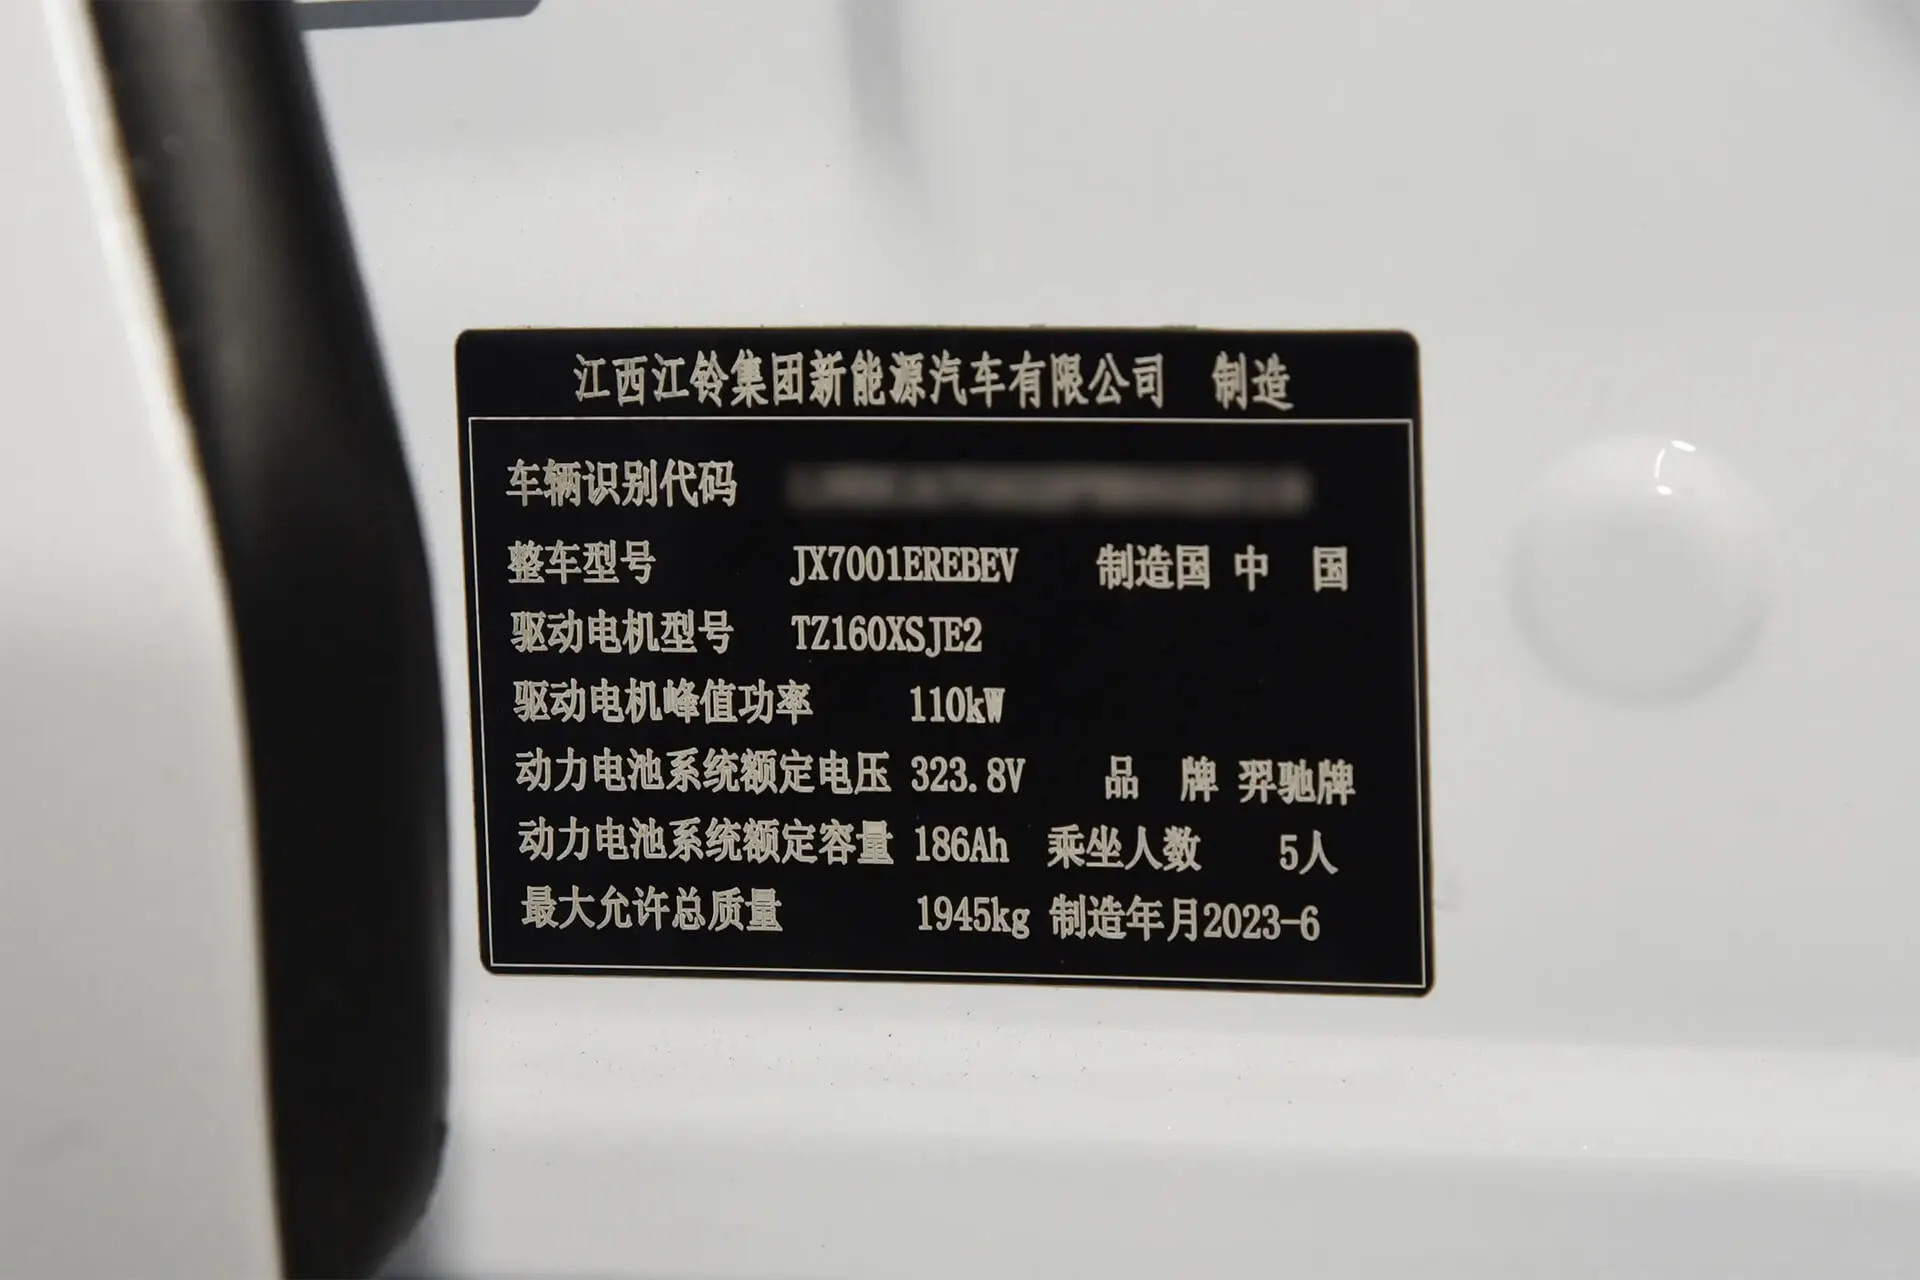 江西江铃集团新能源汽车有限公司 制造
车辆识别代码
整车型号 JX7001EREBEV 制造国 中 国
驱动电机型号 TZ160XSJE2
驱动电机峰值功率 110kW
动力电池系统额定电压 323.8V 品 牌 羿驰牌
动力电池系统额定容量 186Ah 乘坐人数 5人
最大允许总质量 1945kg 制造年月2023-6